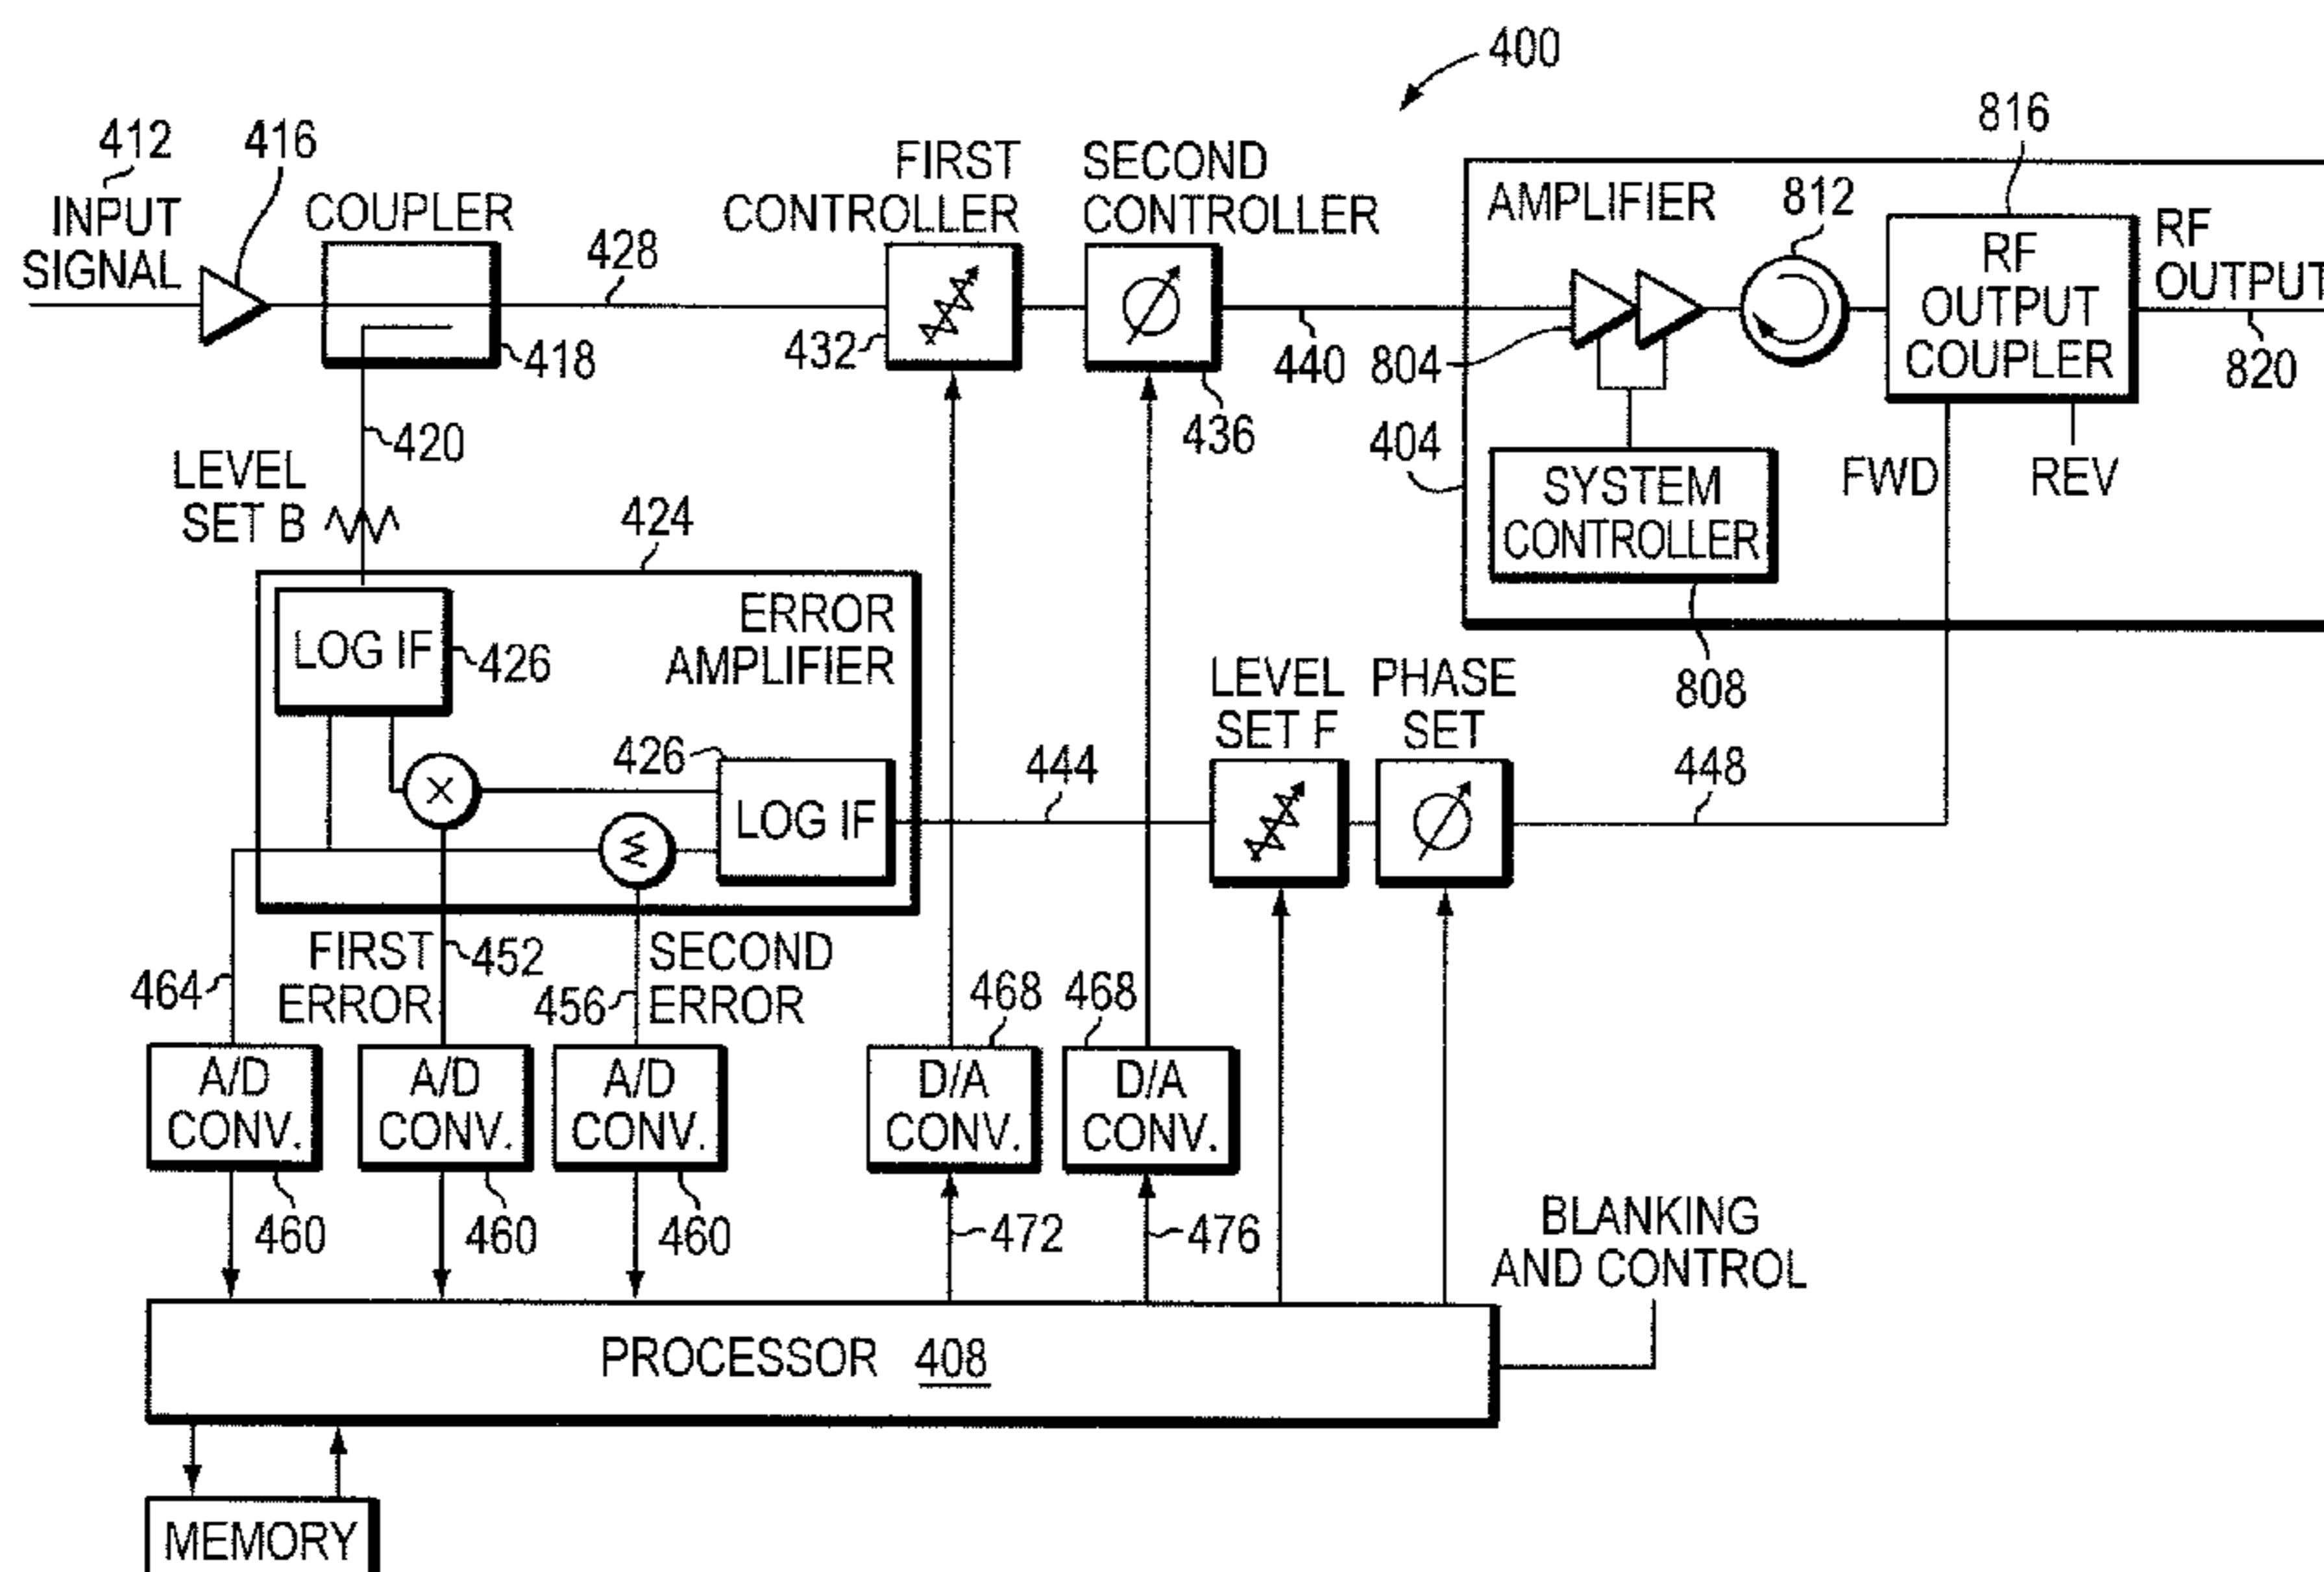 400
412
416
INPUT
SIGNAL
COUPLER
418
428
FIRST
CONTROLLER
432
SECOND
CONTROLLER
436
440
AMPLIFIER
804
812
816
RF
OUTPUT
COUPLER
RF
OUTPUT
820
404
SYSTEM
CONTROLLER
808
FWD
REV
420
LEVEL
SET B
424
LOG IF
426
ERROR
AMPLIFIER
426
LOG IF
X
Σ
444
LEVEL
SET F
PHASE
SET
448
464
FIRST
ERROR
452
456
SECOND
ERROR
468
468
A/D
CONV.
A/D
CONV.
A/D
CONV.
D/A
CONV.
D/A
CONV.
460
460
460
472
476
BLANKING
AND CONTROL
PROCESSOR 408
MEMORY